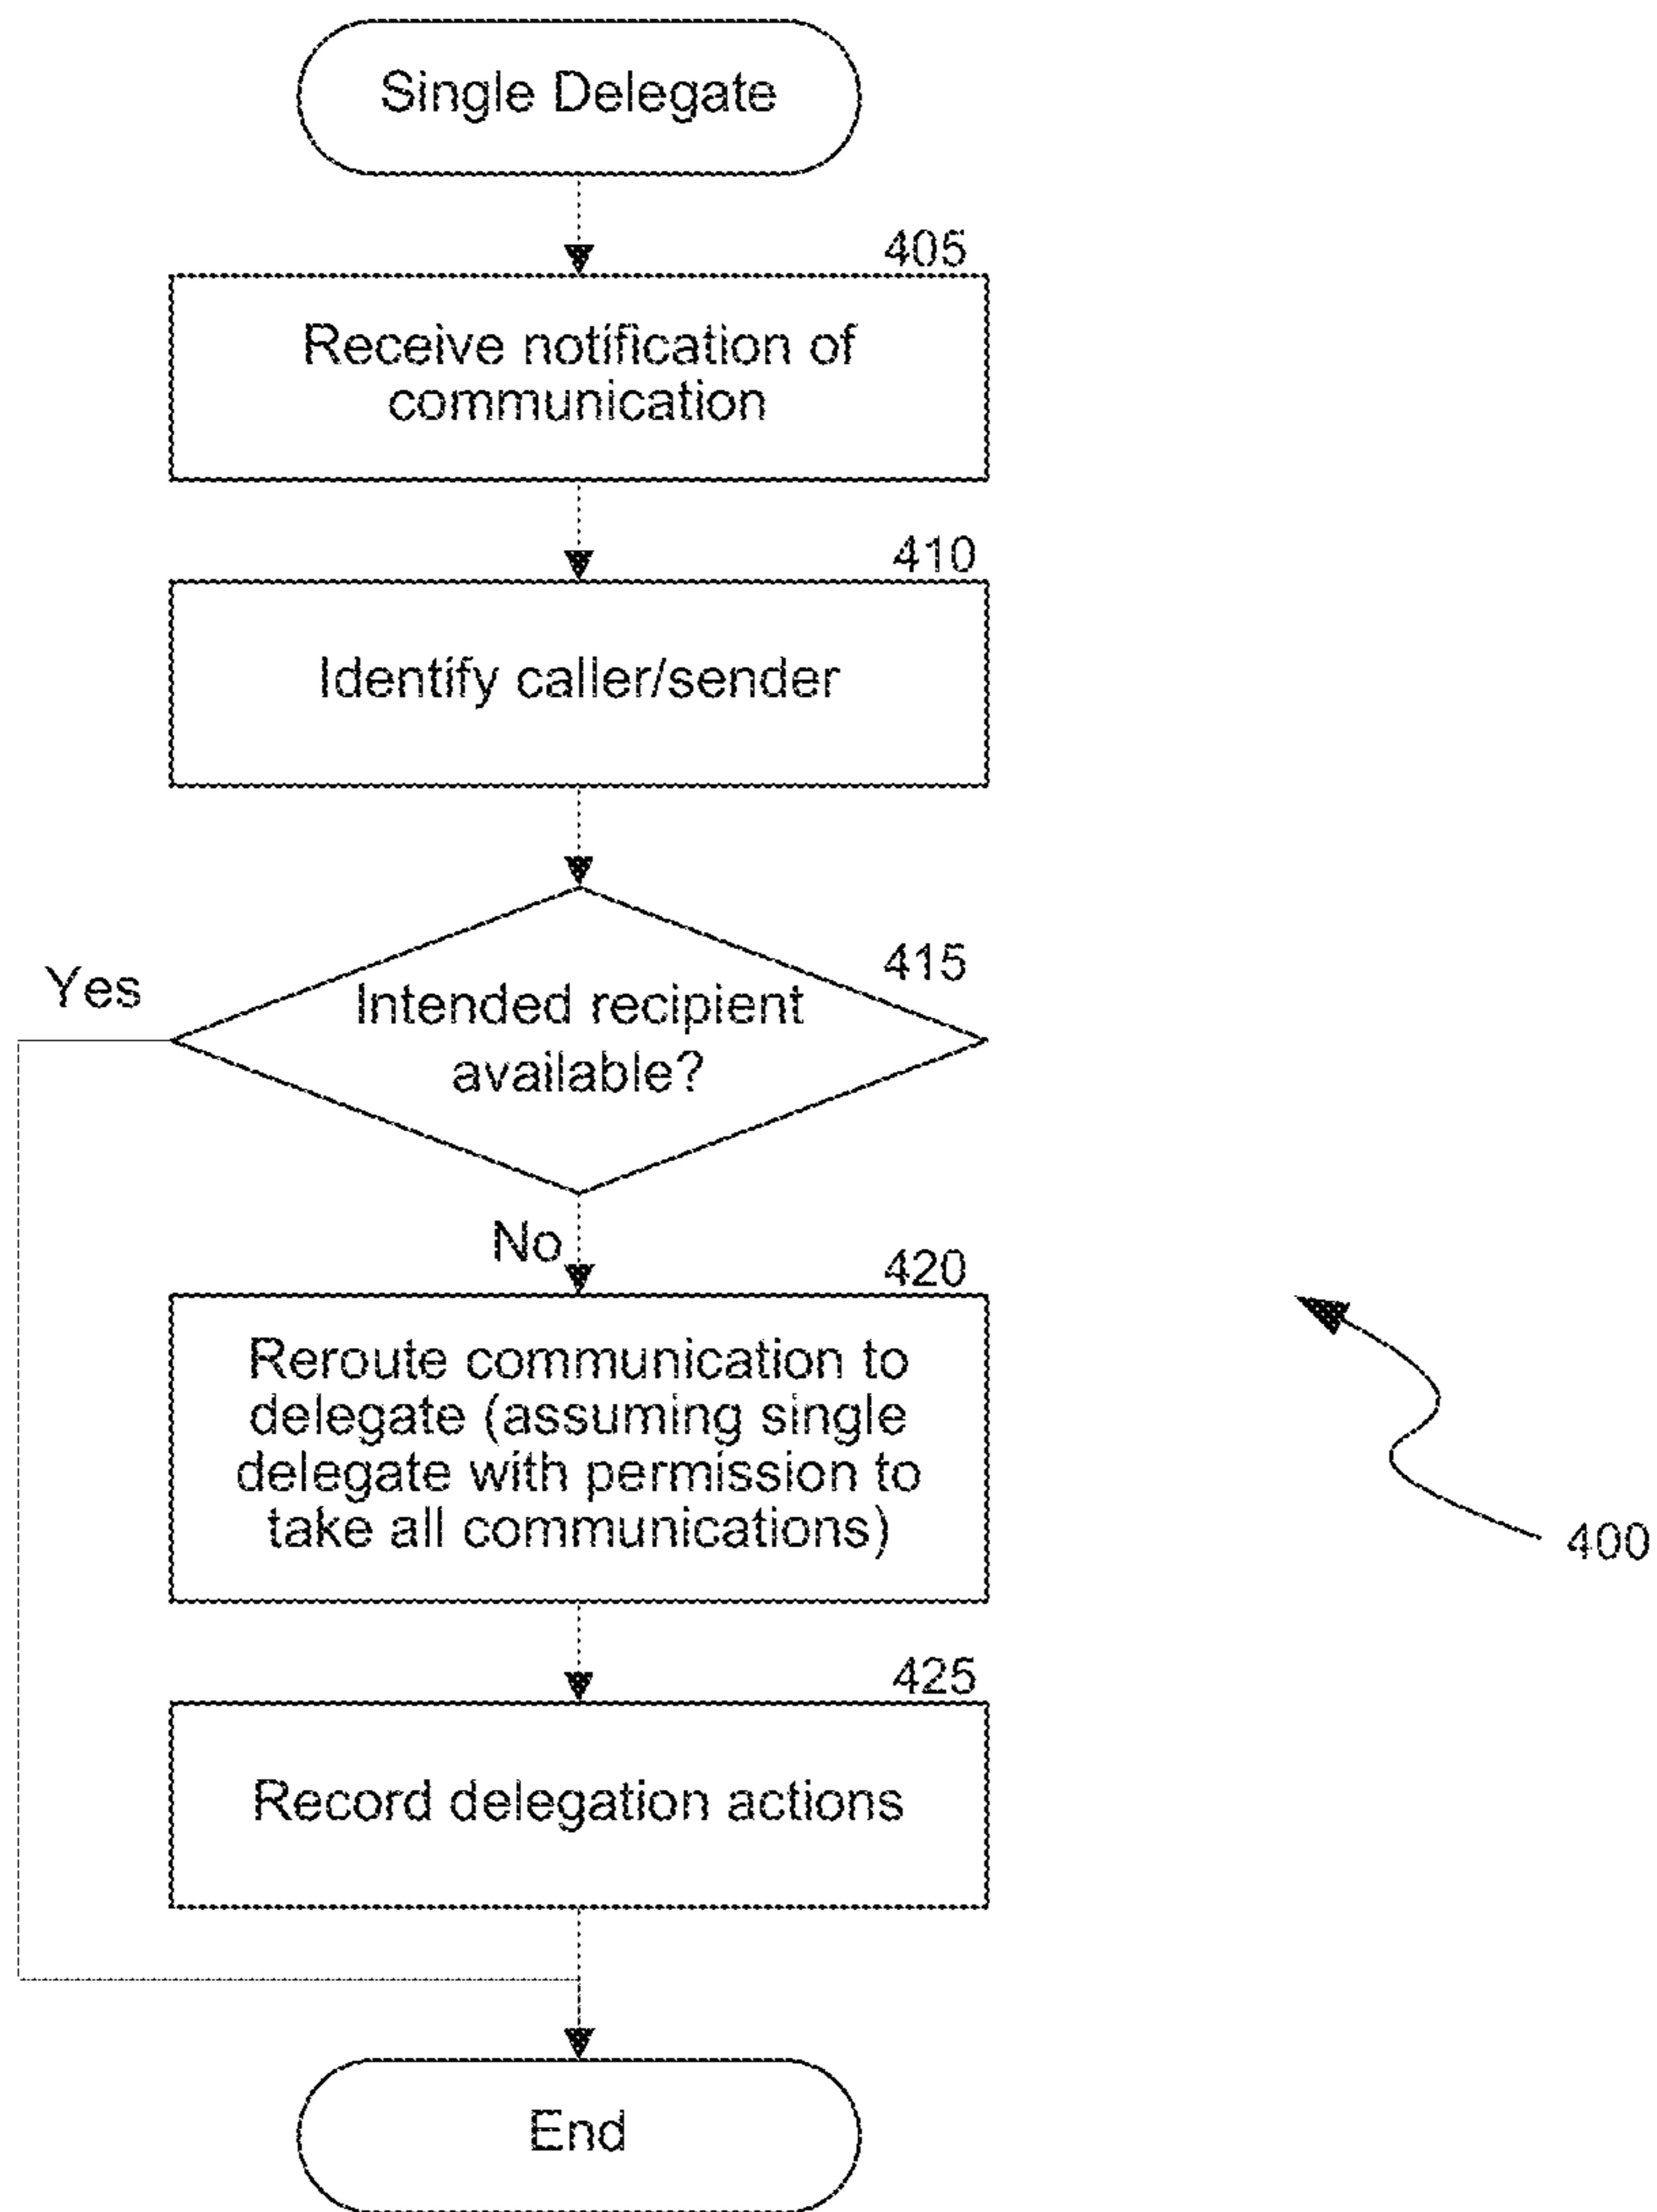 Single Delegate
405
Receive notification of
communication
410
Identify caller/sender
415
Yes
Intended recipient
available?
No
420
Reroute communication to
delegate (assuming single
delegate with permission to
take all communications)
400
425
Record delegation actions
End